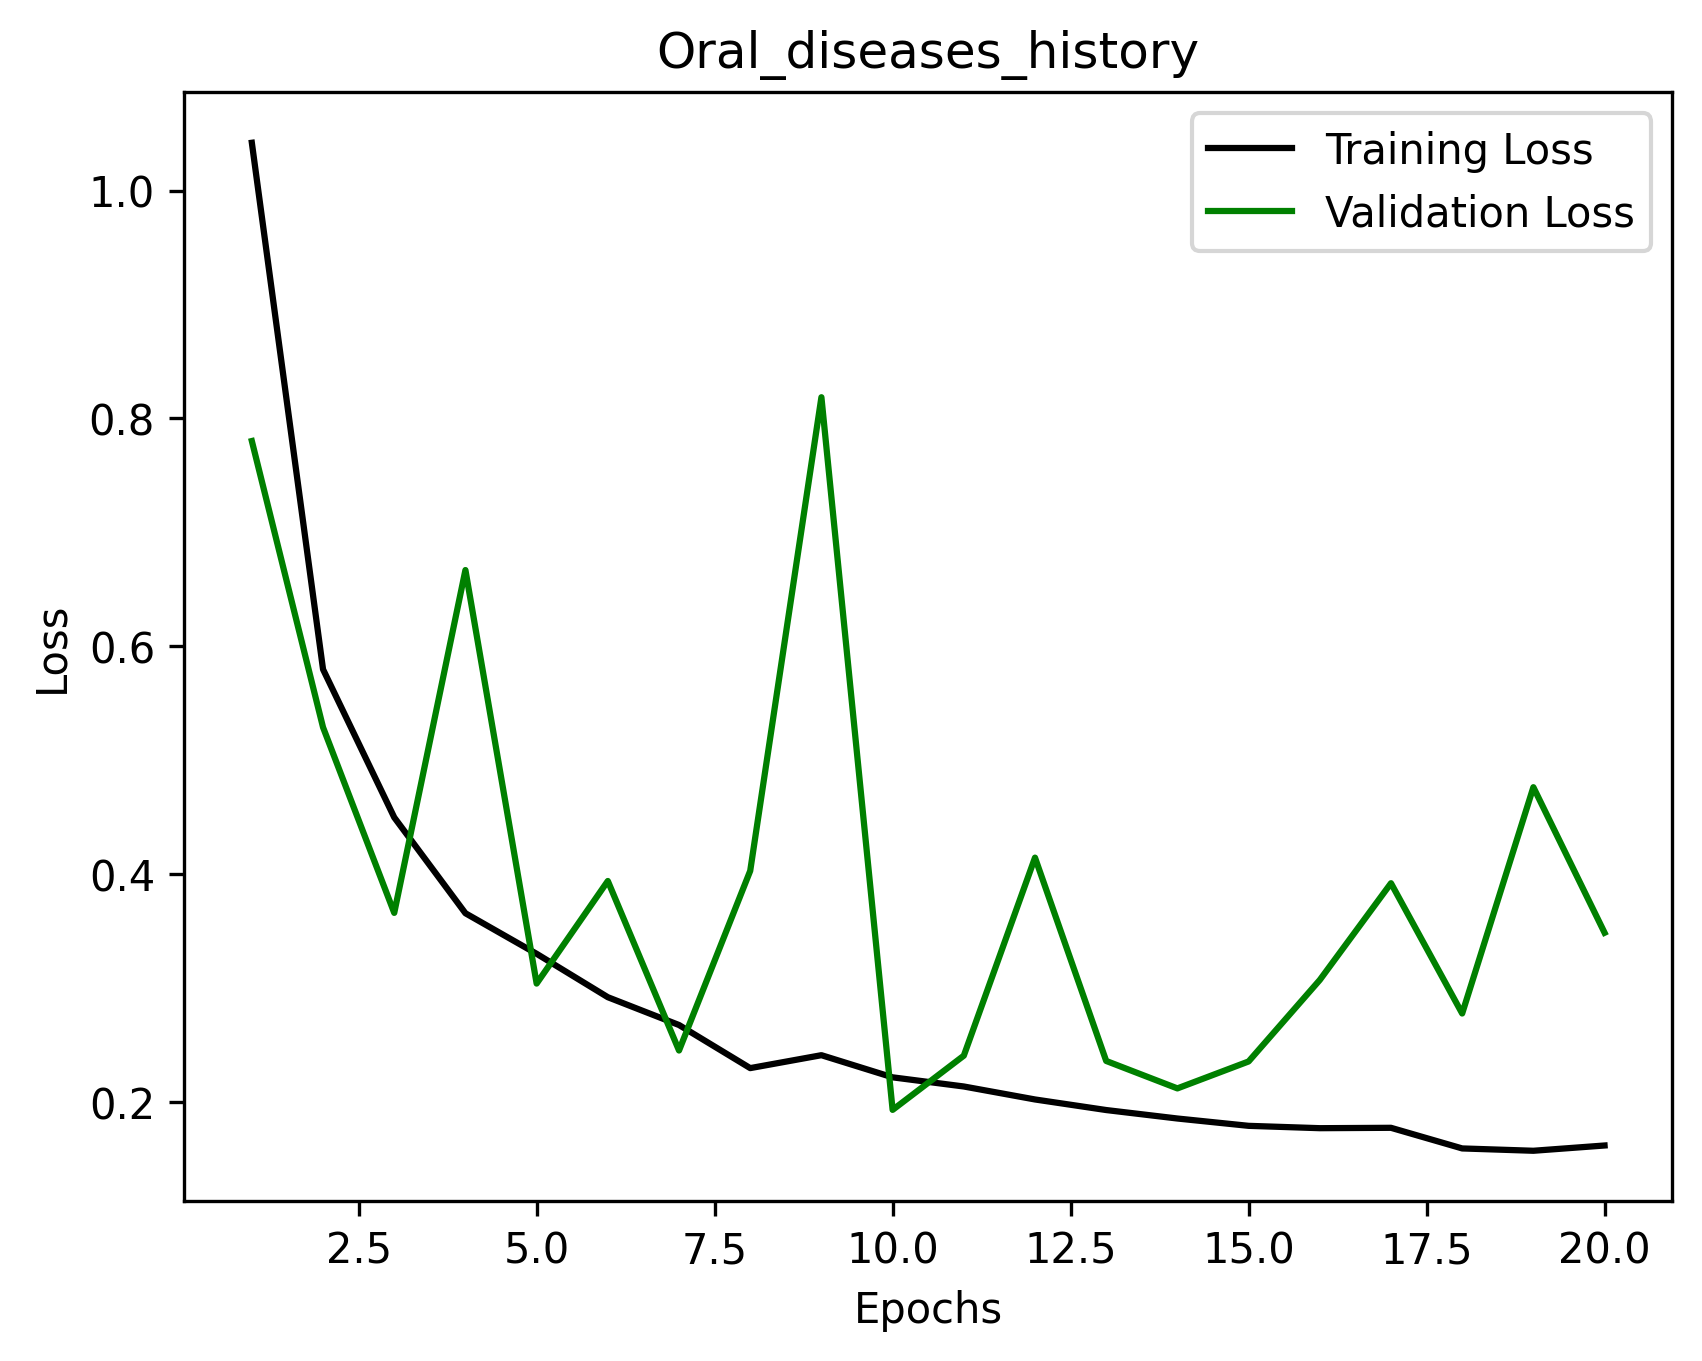 Oral_diseases_history
Training Loss
Validation Loss
1.0
0.8
0.6
0.4
0.2
Loss
2.5 5.0 7.5 10.0 12.5 15.0 17.5 20.0
Epochs